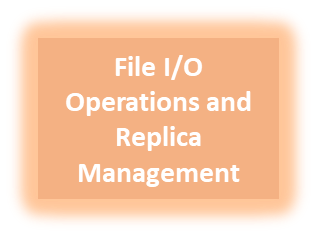 File I/O
Operations and
Replica
Management